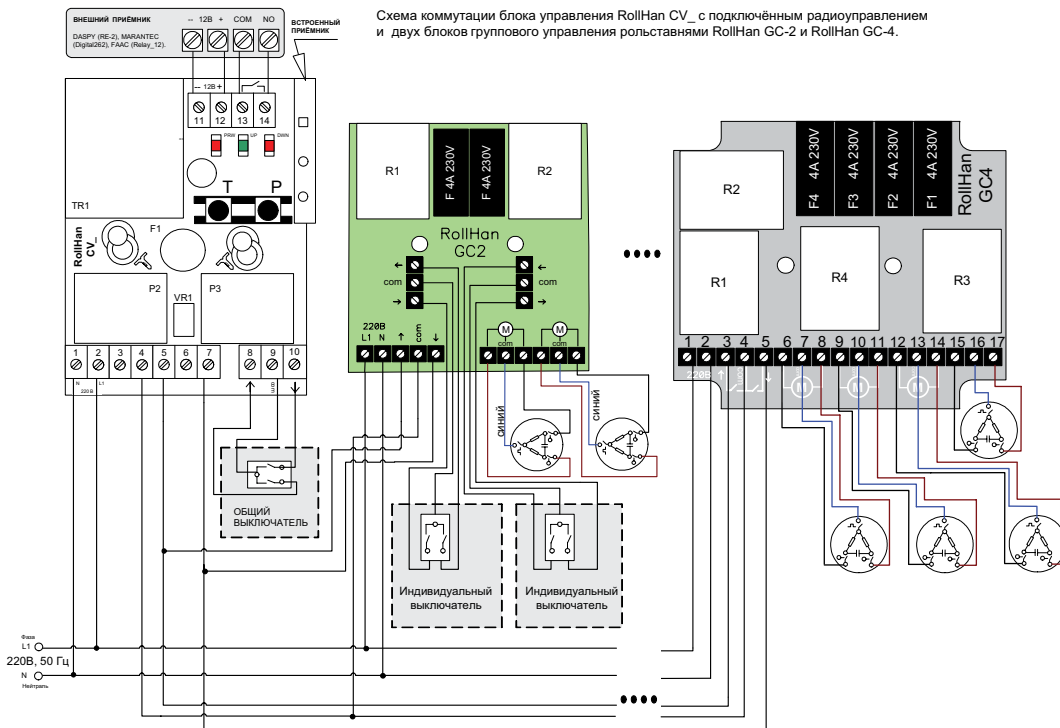 Схема коммутации блока управления RollHan CV_ с подключённым радиоуправлением
и двух блоков группового управления рольставнями RollHan GC-2 и RollHan GC-4.
ВНЕШНИЙ ПРИЁМНИК
-- 12В + COM NO
DASPY (RE-2), MARANTEC
(Digital262), FAAC (Relay_12).
ВСТРОЕННЫЙ
ПРИЁМНИК
-- 12В +
11 12 13 14
PRW UP DWN
T P
TR1
F1
RollHan
CV_
P2
VR1
P3
1 2 3 4 5 6 7 8 9 10
N L1
220 В
ОБЩИЙ
ВЫКЛЮЧАТЕЛЬ
R1
F 4A 230V
F 4A 230V
R2
RollHan
GC2
←
com
→
←
com
→
220В
L1 N ↑ com ↓
M
com
M
com
синий
синий
Индивидуальный
выключатель
Индивидуальный
выключатель
R2
F4 4A 230V
F3 4A 230V
F2 4A 230V
F1 4A 230V
RollHan
GC4
R1
R4
R3
1 2 3 4 5 6 7 8 9 10 11 12 13 14 15 16 17
220В
M
M
M
Фаза
L1
220В, 50 Гц
N
Нейтраль